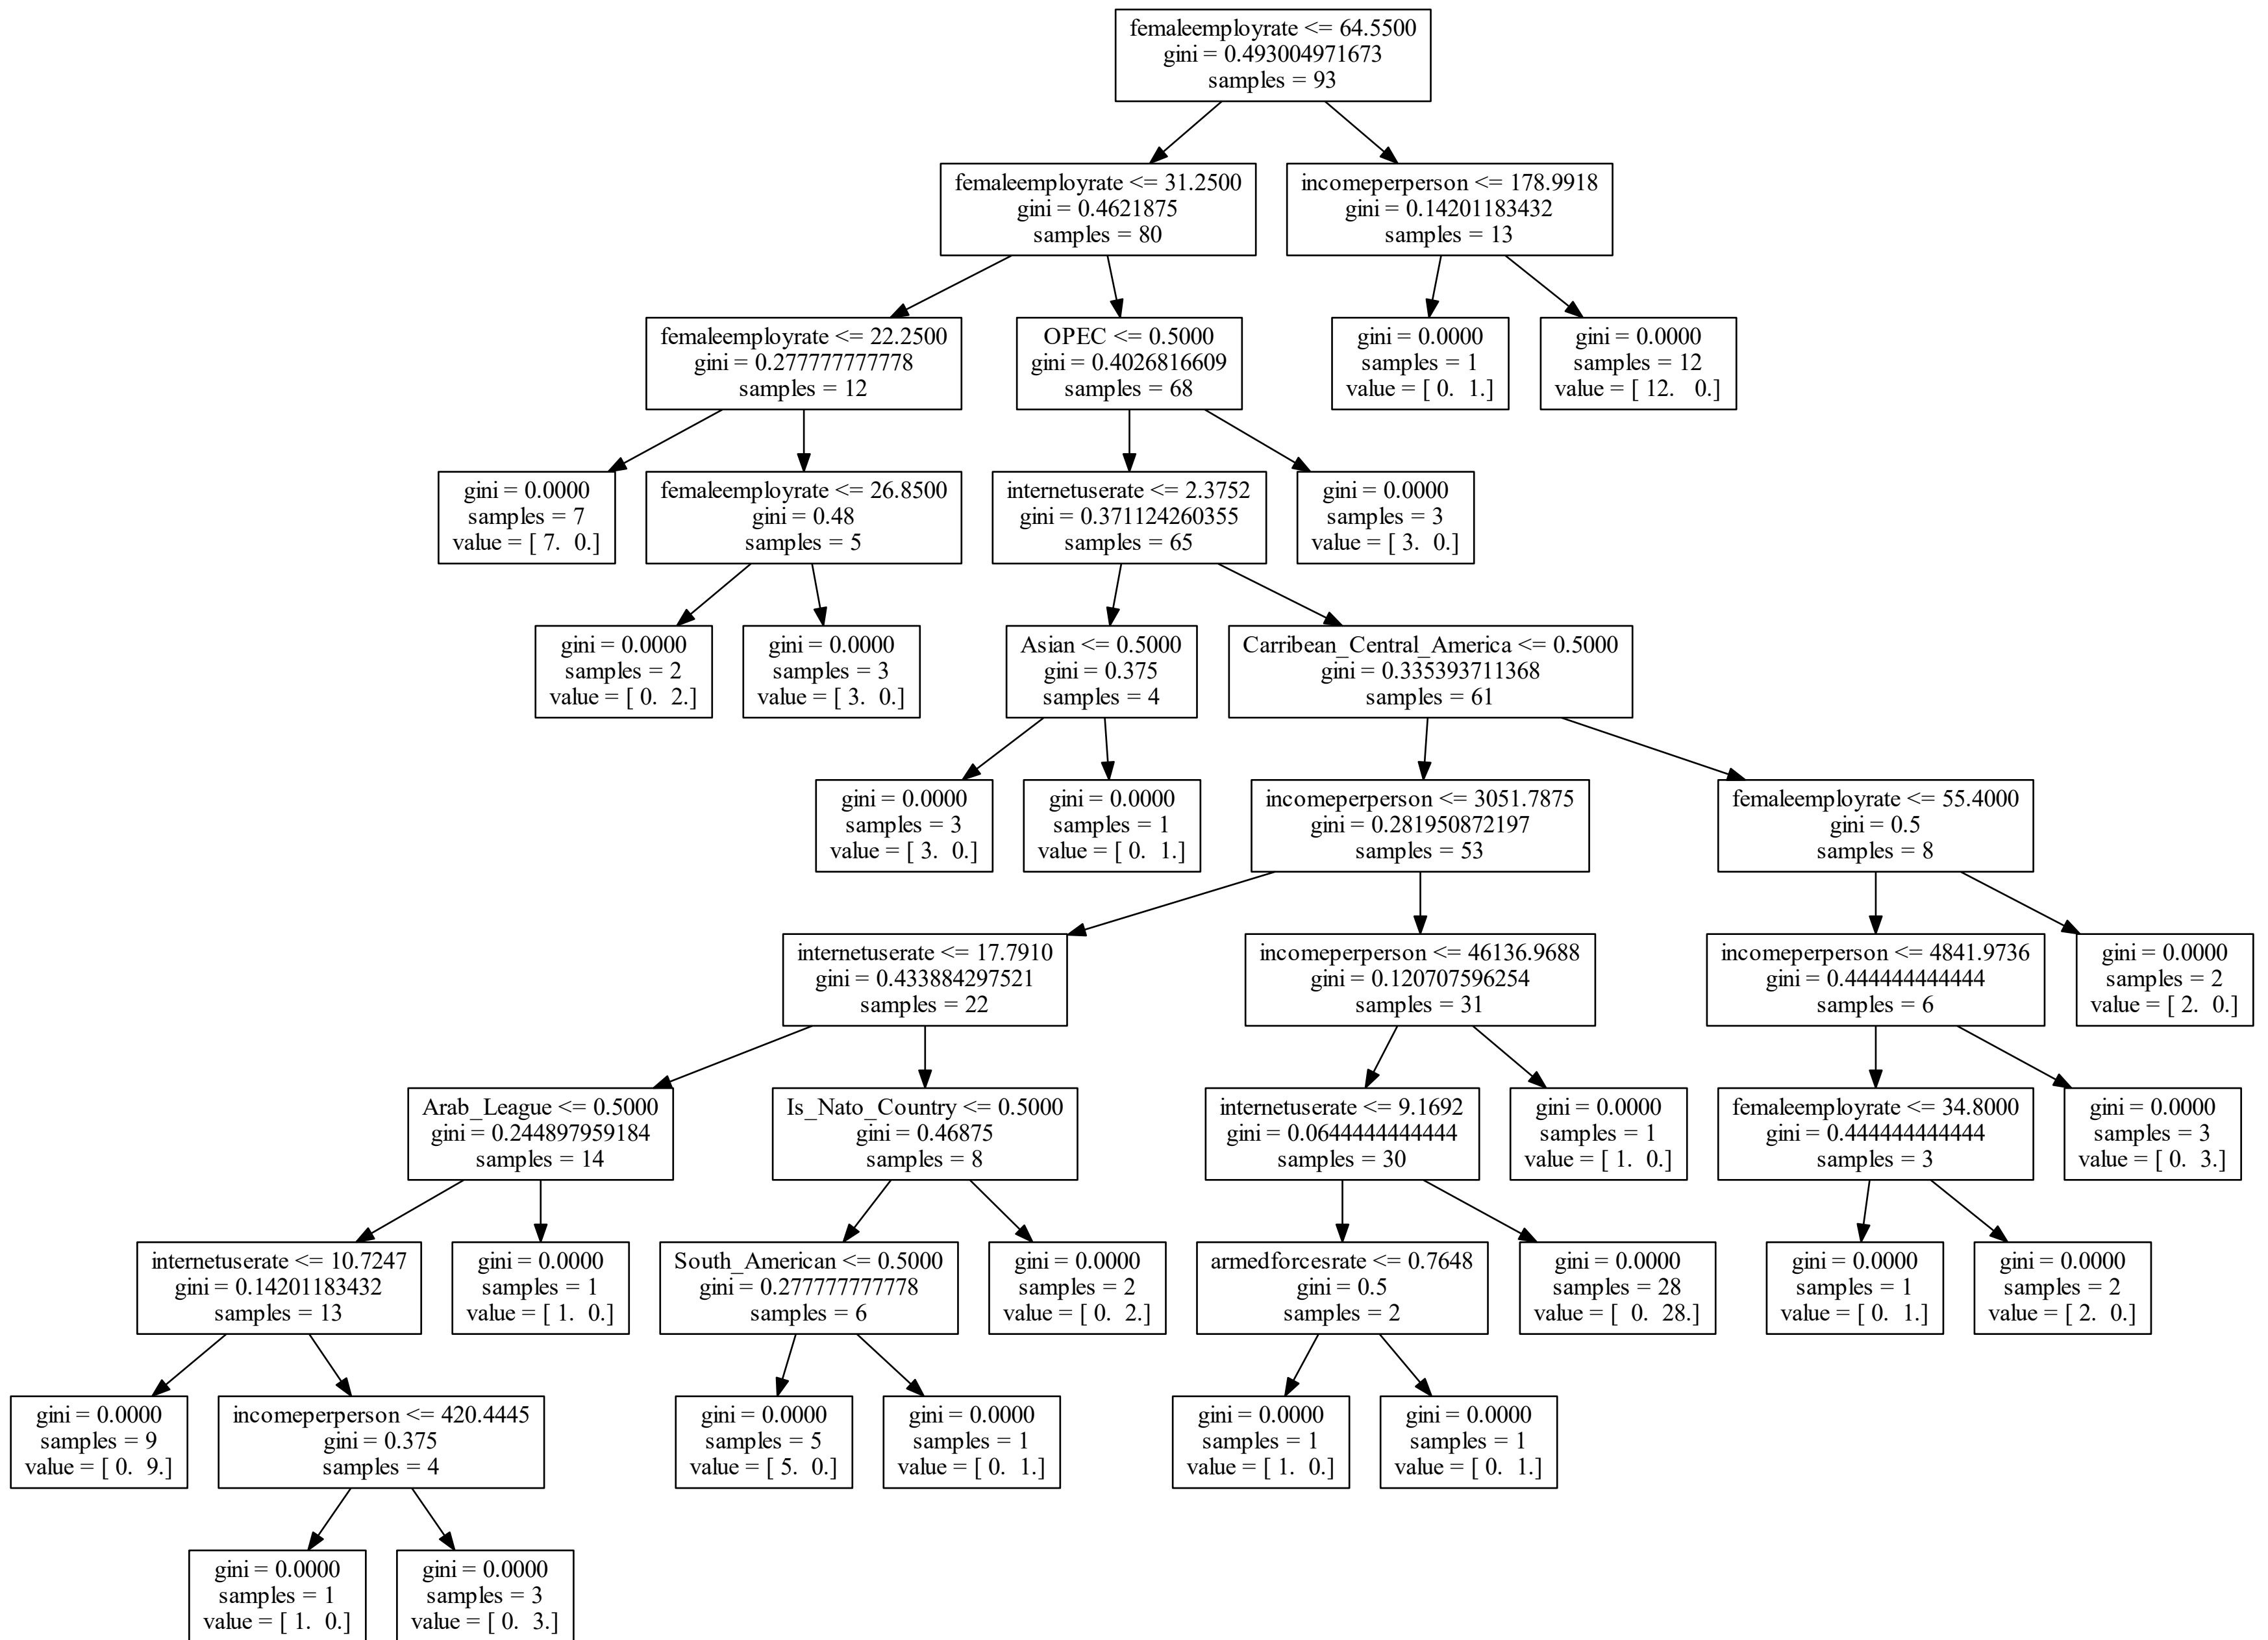 femaleemployrate <= 64.5500
gini = 0.493004971673
samples = 93
femaleemployrate <= 31.2500
gini = 0.4621875
samples = 80
incomeperperson <= 178.9918
gini = 0.14201183432
samples = 13
femaleemployrate <= 22.2500
gini = 0.277777777778
samples = 12
OPEC <= 0.5000
gini = 0.4026816609
samples = 68
gini = 0.0000
samples = 1
value = [ 0.  1.]
gini = 0.0000
samples = 12
value = [ 12.   0.]
gini = 0.0000
samples = 7
value = [ 7.  0.]
femaleemployrate <= 26.8500
gini = 0.48
samples = 5
internetuserate <= 2.3752
gini = 0.371124260355
samples = 65
gini = 0.0000
samples = 3
value = [ 3.  0.]
gini = 0.0000
samples = 2
value = [ 0.  2.]
gini = 0.0000
samples = 3
value = [ 3.  0.]
Asian <= 0.5000
gini = 0.375
samples = 4
Carribean_Central_America <= 0.5000
gini = 0.335393711368
samples = 61
gini = 0.0000
samples = 3
value = [ 3.  0.]
gini = 0.0000
samples = 1
value = [ 0.  1.]
incomeperperson <= 3051.7875
gini = 0.281950872197
samples = 53
femaleemployrate <= 55.4000
gini = 0.5
samples = 8
internetuserate <= 17.7910
gini = 0.433884297521
samples = 22
incomeperperson <= 46136.9688
gini = 0.120707596254
samples = 31
incomeperperson <= 4841.9736
gini = 0.444444444444
samples = 6
gini = 0.0000
samples = 2
value = [ 2.  0.]
Arab_League <= 0.5000
gini = 0.244897959184
samples = 14
Is_Nato_Country <= 0.5000
gini = 0.46875
samples = 8
internetuserate <= 9.1692
gini = 0.0644444444444
samples = 30
gini = 0.0000
samples = 1
value = [ 1.  0.]
femaleemployrate <= 34.8000
gini = 0.444444444444
samples = 3
gini = 0.0000
samples = 3
value = [ 0.  3.]
internetuserate <= 10.7247
gini = 0.14201183432
samples = 13
gini = 0.0000
samples = 1
value = [ 1.  0.]
South_American <= 0.5000
gini = 0.277777777778
samples = 6
gini = 0.0000
samples = 2
value = [ 0.  2.]
armedforcesrate <= 0.7648
gini = 0.5
samples = 2
gini = 0.0000
samples = 28
value = [  0.  28.]
gini = 0.0000
samples = 1
value = [ 0.  1.]
gini = 0.0000
samples = 2
value = [ 2.  0.]
gini = 0.0000
samples = 9
value = [ 0.  9.]
incomeperperson <= 420.4445
gini = 0.375
samples = 4
gini = 0.0000
samples = 5
value = [ 5.  0.]
gini = 0.0000
samples = 1
value = [ 0.  1.]
gini = 0.0000
samples = 1
value = [ 1.  0.]
gini = 0.0000
samples = 1
value = [ 0.  1.]
gini = 0.0000
samples = 1
value = [ 1.  0.]
gini = 0.0000
samples = 3
value = [ 0.  3.]